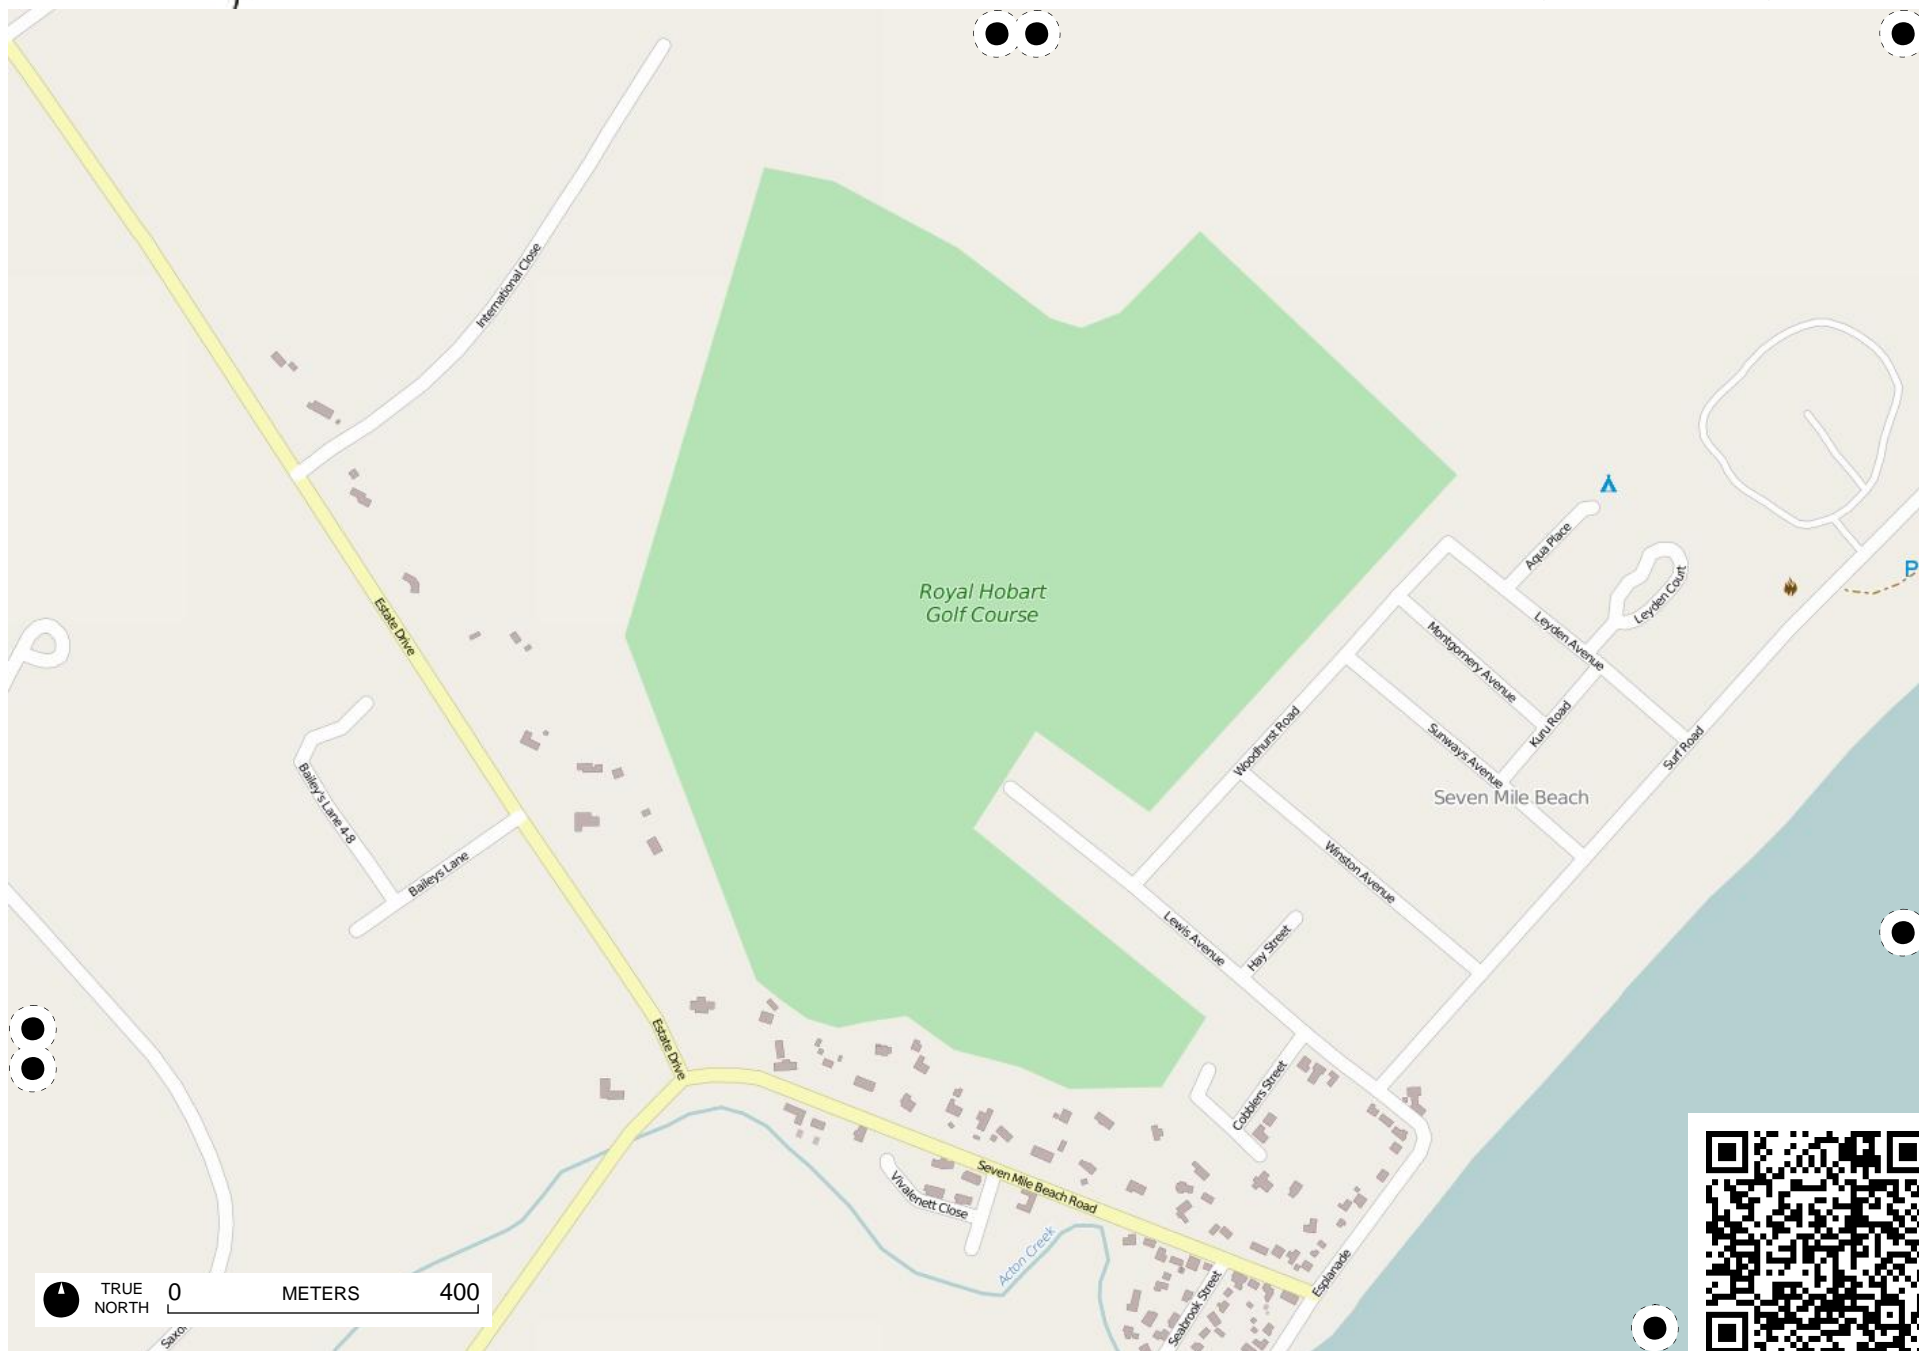 International Close
Estate Drive
Royal Hobart
Golf Course
Aqua Place
Leyden Court
P
Leyden Avenue
Montgomery Avenue
Kuru Road
Sunways Avenue
Surf Road
Woodhurst Road
Seven Mile Beach
Bailey's Lane 4-8
Baileys Lane
Winston Avenue
Lewis Avenue
Hay Street
Estate Drive
Cobblers Street
Seven Mile Beach Road
Vivalenett Close
Acton Creek
Esplanade
Seabrook Street
TRUE
NORTH
0 METERS 400